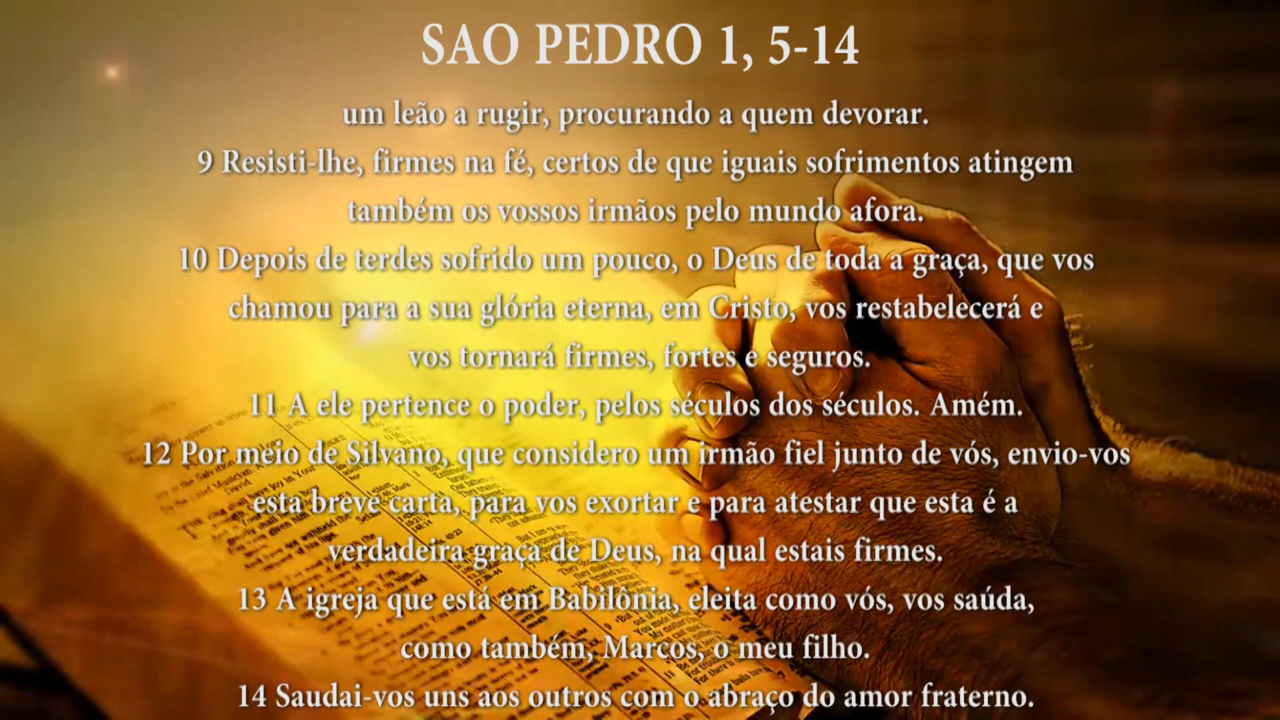 SAO PEDRO 1, 5-14
um leão a rugir, procurando a quem devorar.
9 Resisti-lhe, firmes na fé, certos de que iguais sofrimentos atingem
também os vossos irmãos pelo mundo afora.
10 Depois de terdes sofrido um pouco, o Deus de toda a graça, que vos
chamou para a sua glória eterna, em Cristo, vos restabelecerá e
vos tornará firmes, fortes e seguros.
11 A ele pertence o poder, pelos séculos dos séculos. Amém.
12 Por meio de Silvano, que considero um irmão fiel junto de vós, envio-vos
esta breve carta, para vos exortar e para atestar que esta é a
verdadeira graça de Deus, na qual estais firmes.
13 A igreja que está em Babilônia, eleita como vós, vos saúda,
como também, Marcos, o meu filho.
14 Saudai-vos uns aos outros com o abraço do amor fraterno.